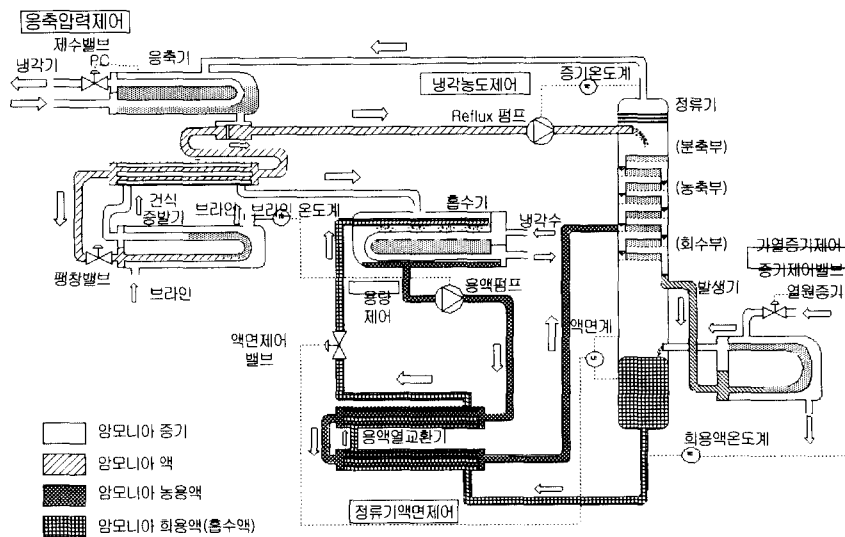 응축압력제어
제수밸브
PC
응축기
냉각기
냉각농도제어
증기온도계
정류기
Reflux 펌프
(분축부)
(농축부)
(회수부)
건식
증발기
브라인
브라인 온도계
흡수기
냉각수
가열증기제어
증기제어밸브
팽창밸브
브라인
용량
제어
용액펌프
발생기
열원증기
액면제어
밸브
액면계
용액열교환기
희용액온도계
정류기액면제어
암모니아 증기
암모니아 액
암모니아 농용액
암모니아 희용액(흡수액)